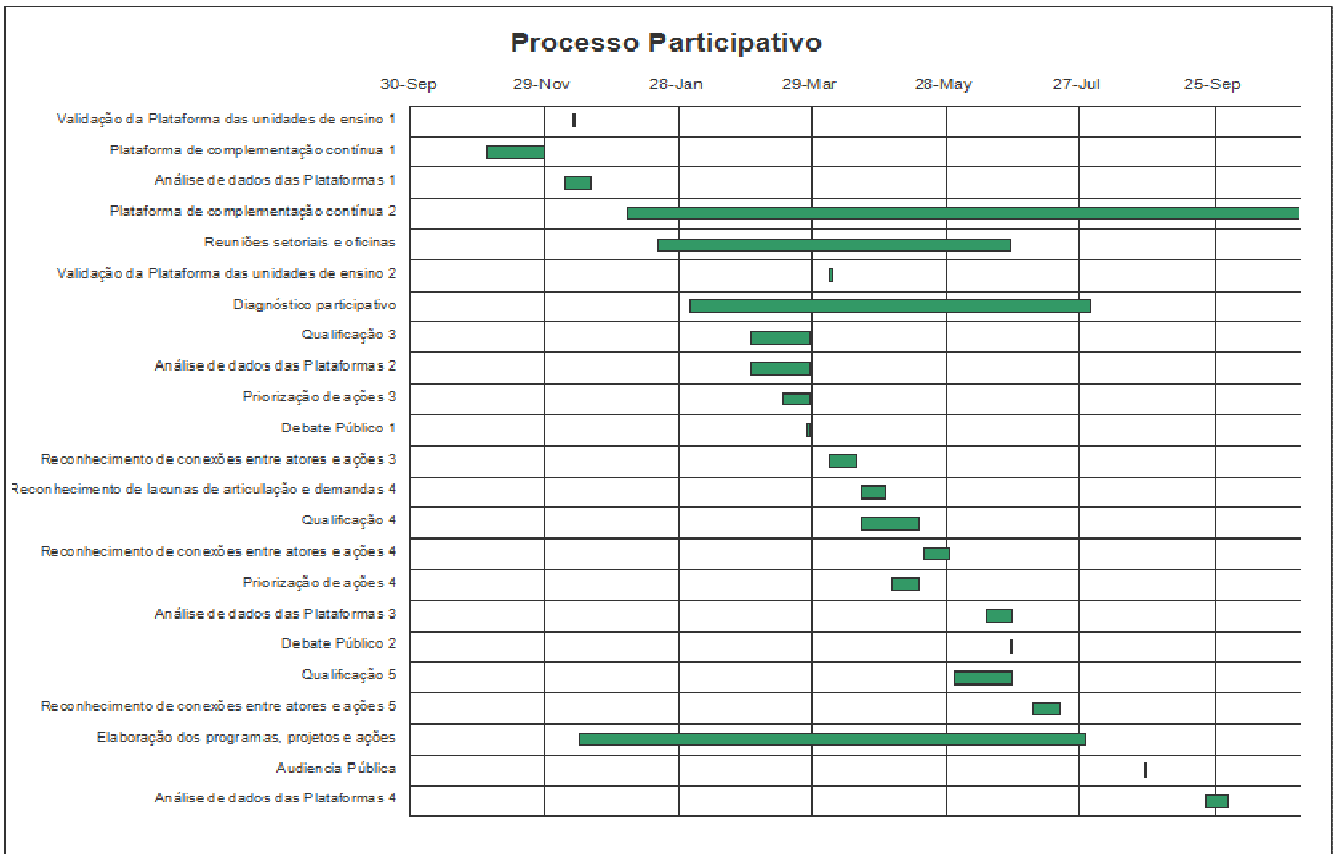 Processo Participativo
30-Sep 29-Nov 28-Jan 29-Mar 28-May 27-Jul 25-Sep
Validação da Plataforma das unidades de ensino 1
Plataforma de complementação contínua 1
Análise de dados das Plataformas 1
Plataforma de complementação contínua 2
Reuniões setoriais e oficinas
Validação da Plataforma das unidades de ensino 2
Diagnóstico participativo
Qualificação 3
Análise de dados das Plataformas 2
Priorização de ações 3
Debate Público 1
Reconhecimento de conexões entre atores e ações 3
Reconhecimento de lacunas de articullação e demandas 4
Qualificação 4
Reconhecimento de conexões entre atores e ações 4
Priorização de ações 4
Análise de dados das Plataformas 3
Debate Público 2
Qualificação 5
Reconhecimento de conexões entre atores e ações 5
Elaboração dos programas, projetos e ações
Audiencia Pública
Análise de dados das Plataformas 4